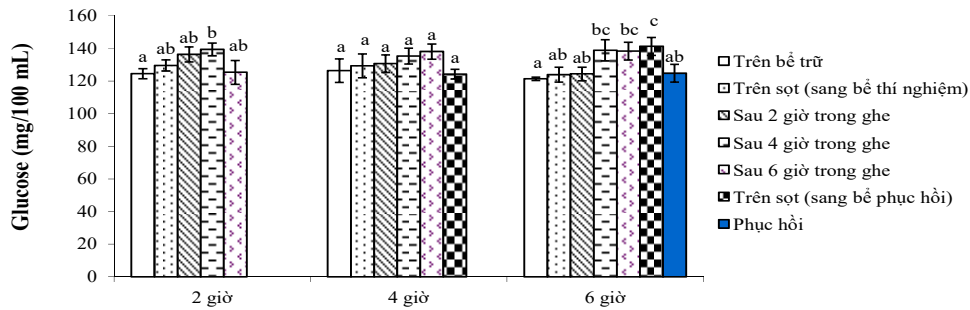 Glucose (mg/100 mL)
160
140
120
100
80
60
40
20
0
a ab ab b ab
a a a a a a
a ab ab bc bc c ab
2 giờ 4 giờ 6 giờ
Trên bể trữ
Trên sọt (sang bể thí nghiệm)
Sau 2 giờ trong ghe
Sau 4 giờ trong ghe
Sau 6 giờ trong ghe
Trên sọt (sang bể phục hồi)
Phục hồi